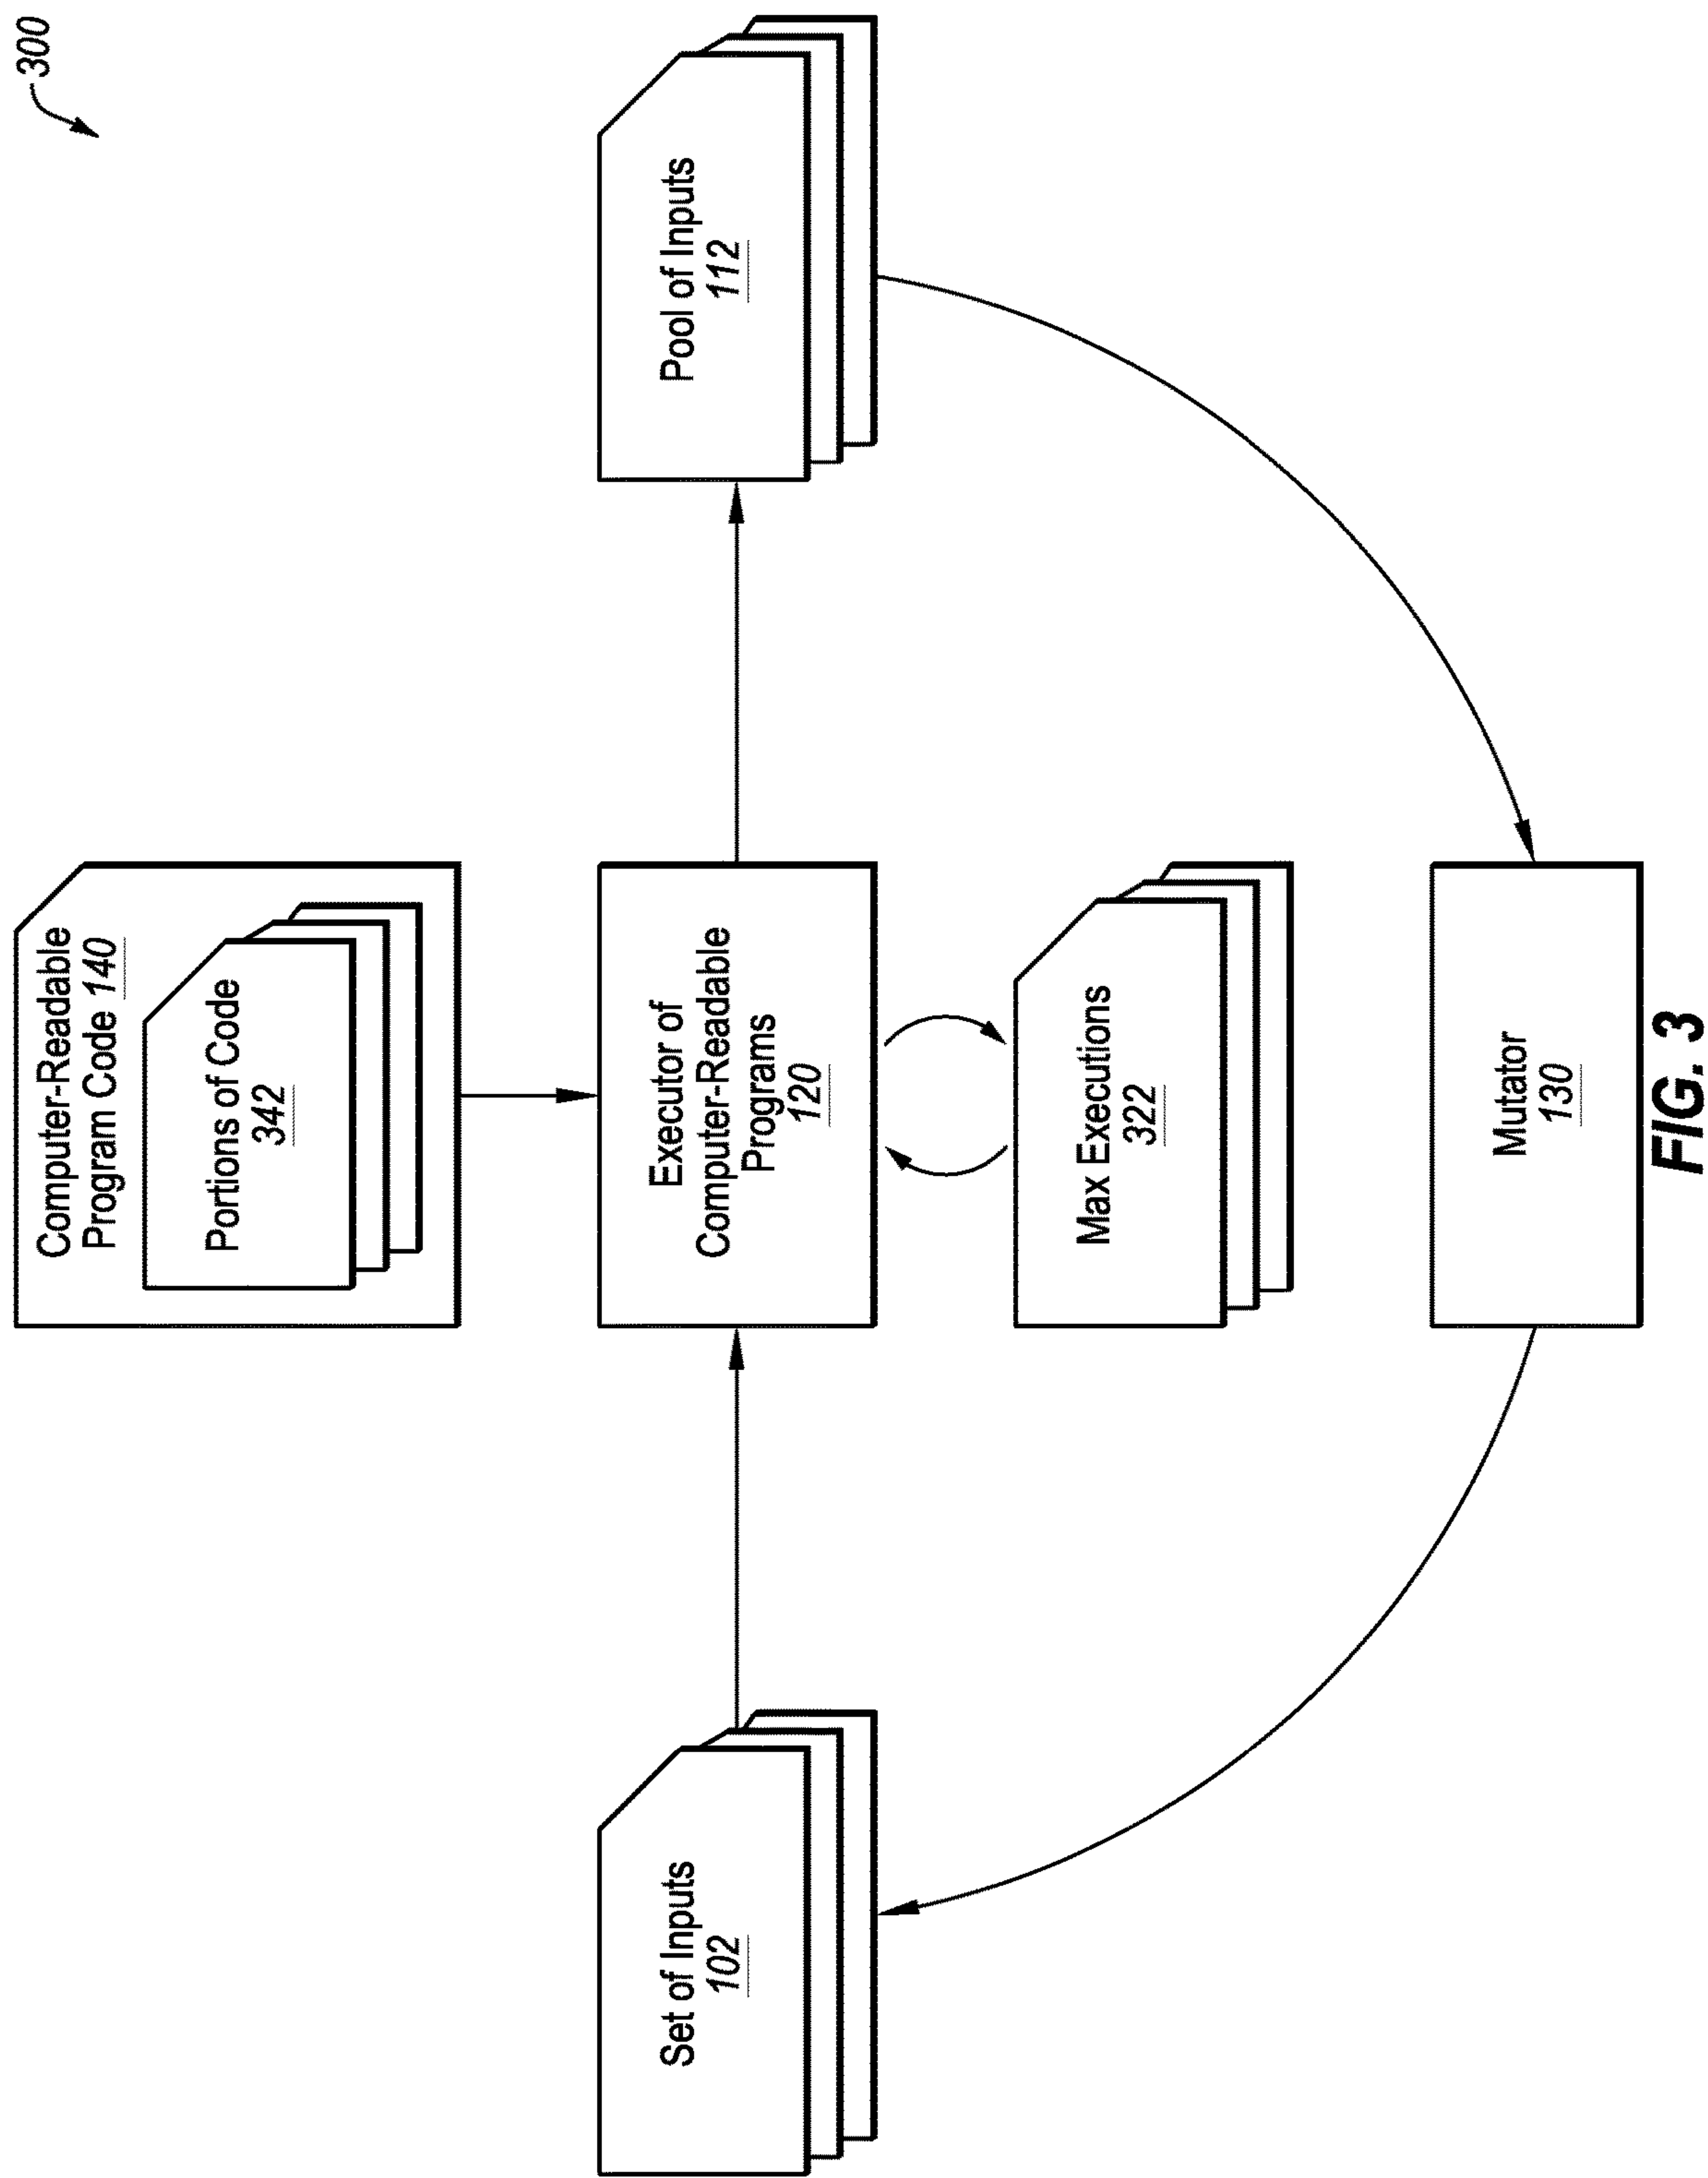 300
Computer-Readable
Program Code 140
Portions of Code
342
Set of Inputs
102
Executor of
Computer-Readable
Programs
120
Pool of Inputs
112
Max Executions
322
Mutator
130
FIG. 3